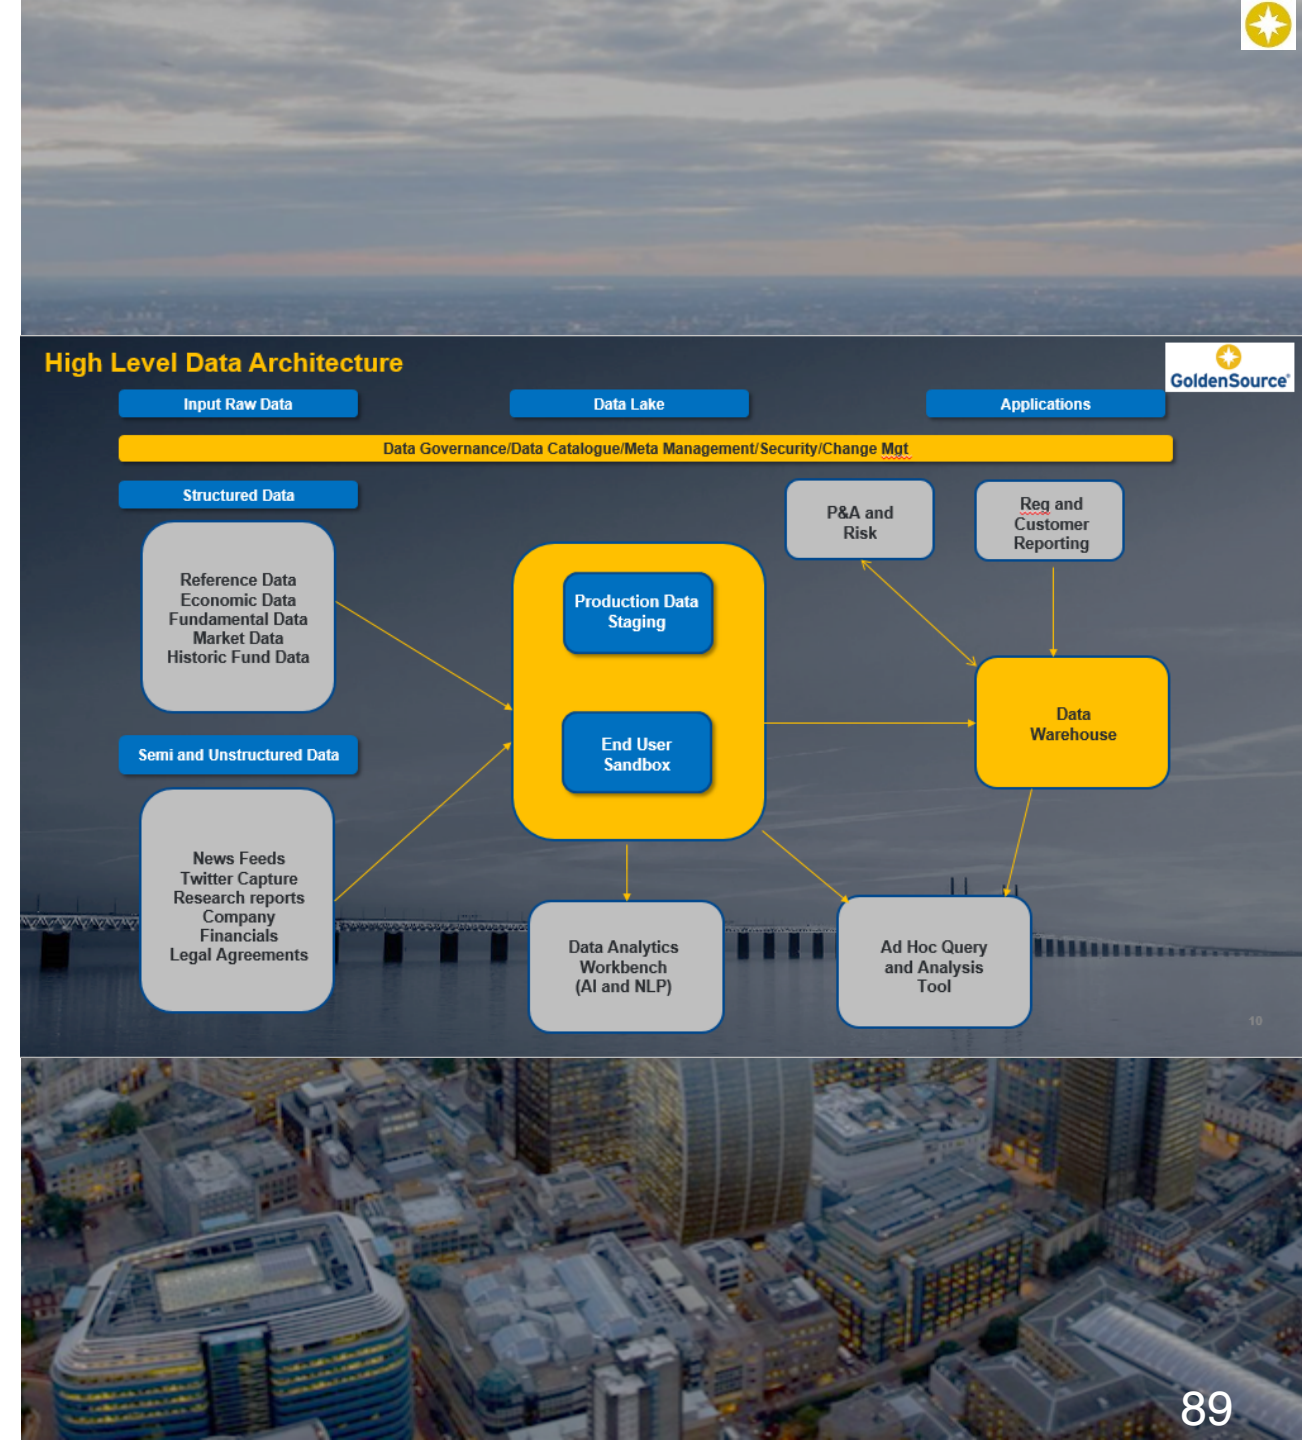 High Level Data Architecture
GoldenSource
Input Raw Data
Data Lake
Applications
Data Governance/Data Catalogue/Meta Management/Security/Change Mgt
Structured Data
Reference Data
Economic Data
Fundamental Data
Market Data
Historic Fund Data
Semi and Unstructured Data
News Feeds
Twitter Capture
Research reports
Company
Financials
Legal Agreements
Production Data
Staging
End User
Sandbox
Data Analytics
Workbench
(AI and NLP)
P&A and
Risk
Reg and
Customer
Reporting
Data
Warehouse
Ad Hoc Query
and Analysis
Tool
10
89